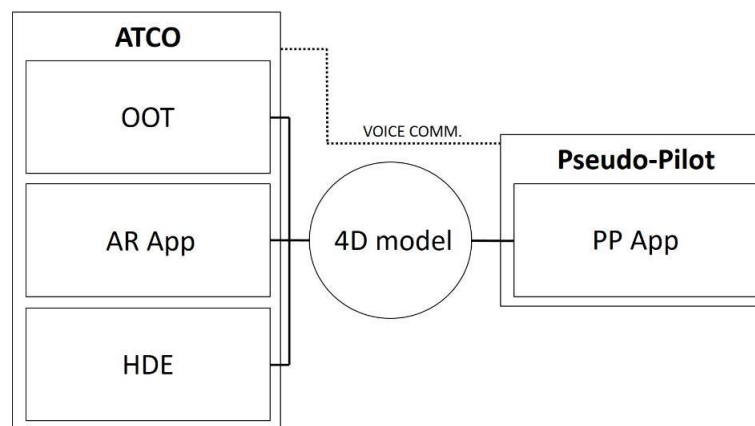 ATCO
OOT
VOICE COMM.
Pseudo-Pilot
AR App
4D model
PP App
HDE